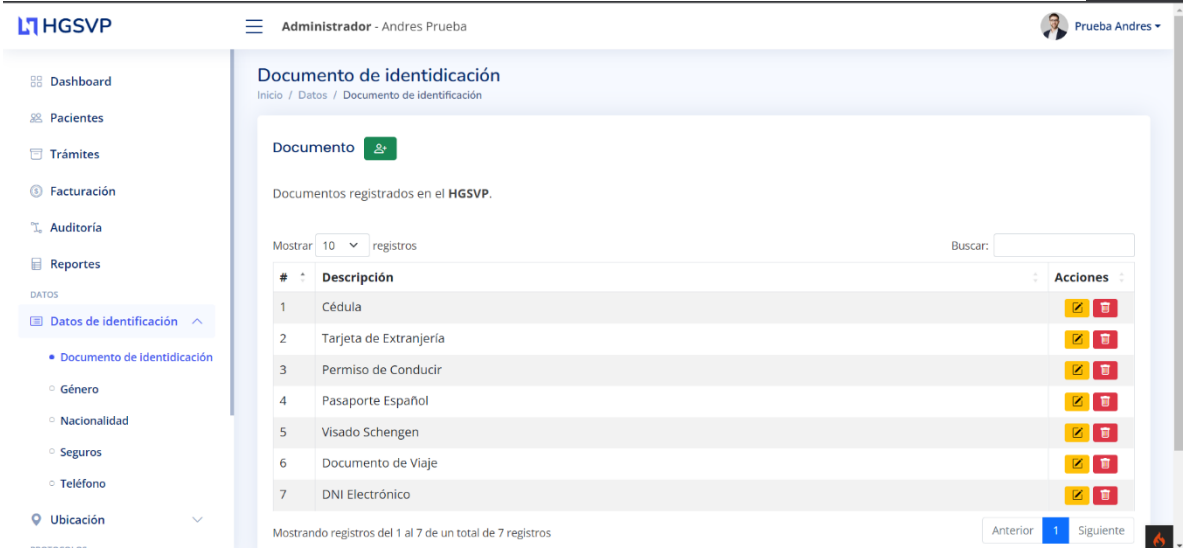 HGSVP
Administrador - Andres Prueba
Prueba Andres
Dashboard
Pacientes
Trámites
Facturación
Auditoría
Reportes
DATOS
Datos de identificación
Documento de identidicación
Género
Nacionalidad
Seguros
Teléfono
Ubicación
Documento de identidicación
Inicio / Datos / Documento de identificación
Documento
Documentos registrados en el HGSVP.
Mostrar 10 registros
Buscar:
# Descripción Acciones
1 Cédula
2 Tarjeta de Extranjería
3 Permiso de Conducir
4 Pasaporte Español
5 Visado Schengen
6 Documento de Viaje
7 DNI Electrónico
Mostrando registros del 1 al 7 de un total de 7 registros
Anterior 1 Siguiente